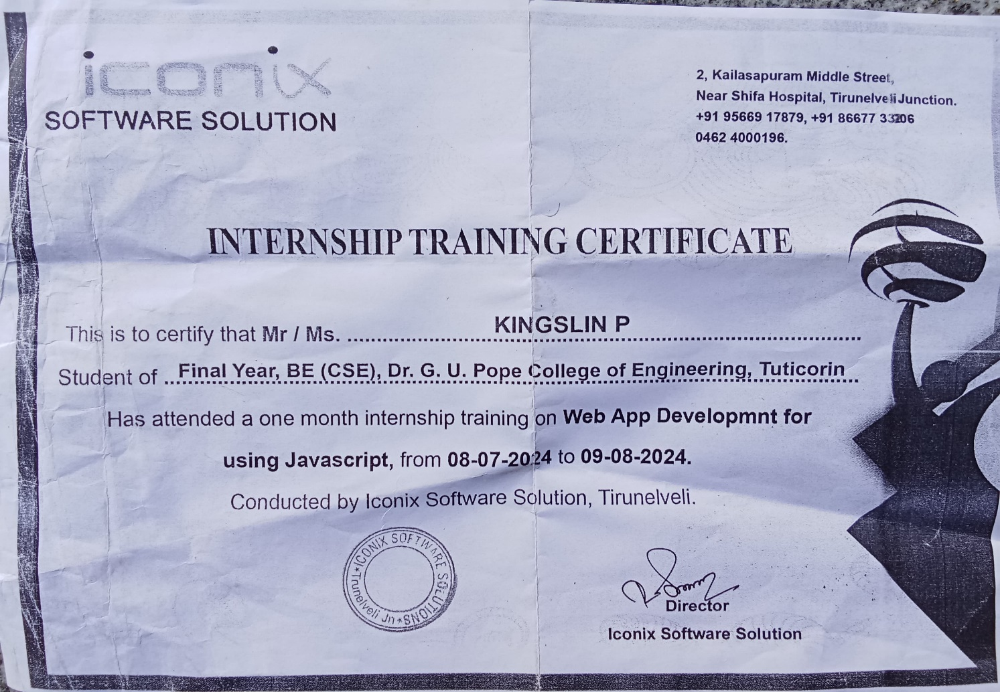 iconix
SOFTWARE SOLUTION
2, Kailasapuram Middle Street,
Near Shifa Hospital, Tirunelveli Junction.
+91 95669 17879, +91 86677 33206
0462 4000196.
INTERNSHIP TRAINING CERTIFICATE
This is to certify that Mr / Ms. KINGSLIN P
Student of Final Year, BE (CSE), Dr. G. U. Pope College of Engineering, Tuticorin
Has attended a one month internship training on Web App Developmnt for
using Javascript, from 08-07-2024 to 09-08-2024.
Conducted by Iconix Software Solution, Tirunelveli.
ICONIX SOFTWARE SOLUTIONS
Director
Iconix Software Solution